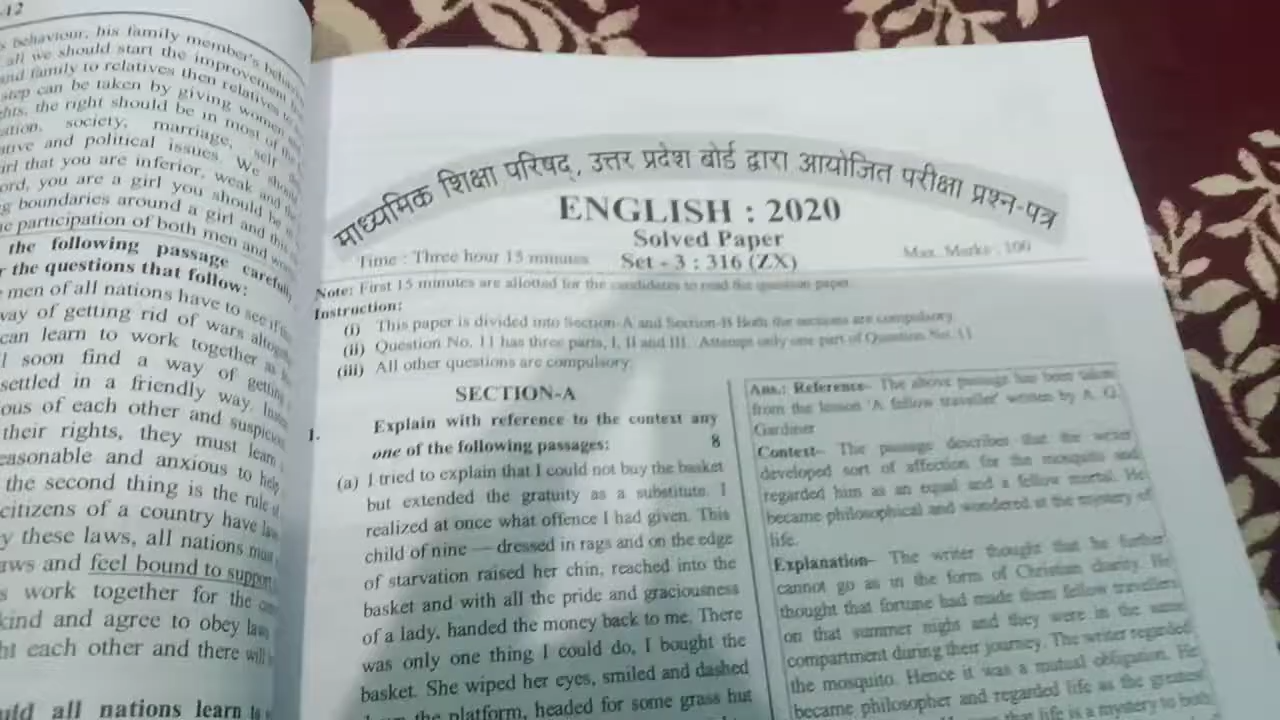 12
behaviour, his family member's
all we should start the improvement
and family to relatives then relatives
step can be taken by giving women
the right should be in most of the
society, marriage, self
and political issues. We should
that you are inferior, weak and the
you are a girl you should be
boundaries around a girl and this
participation of both men and
the following passage carefully
the questions that follow:
men of all nations have to see if
way of getting rid of wars
can learn to work together as
soon find a way of getting
settled in a friendly way.
of each other and
their rights, they must learn
and anxious to help
the second thing is the rule of
citizens of a country have
these laws, all nations must
and feel bound to support
work together for the
kind and agree to obey
each other and there will
all nations learn to
माध्यमिक शिक्षा परिषद्, उत्तर प्रदेश बोर्ड द्वारा आयोजित परीक्षा प्रश्न-पत्र
ENGLISH : 2020
Solved Paper
Time : Three hour 15 minutes Set - 3 : 316 (ZX) Max. Marks : 100
Note: First 15 minutes are allotted for the candidates to read the question paper.
Instruction:
(i) This paper is divided into Section-A and Section-B Both the sections are compulsory.
(ii) Question No. 11 has three parts, I, II and III. Attempt only one part of Question No. 11
(iii) All other questions are compulsory.
SECTION-A
1. Explain with reference to the context any
one of the following passages: 8
(a) I tried to explain that I could not buy the basket
but extended the gratuity as a substitute. I
realized at once what offence I had given. This
child of nine — dressed in rags and on the edge
of starvation raised her chin, reached into the
basket and with all the pride and graciousness
of a lady, handed the money back to me. There
was only one thing I could do, I bought the
basket. She wiped her eyes, smiled and dashed
the platform, headed for some grass hut
Ans.: Reference– The above passage has been taken
from the lesson 'A fellow traveller' written by A. G.
Gardiner
Context– The passage describes that the writer
developed sort of affection for the mosquito and
regarded him as an equal and a fellow mortal. He
became philosophical and wondered at the mystery of
life.
Explanation– The writer thought that he further
cannot go as in the form of Christian charity. He
thought that fortune had made them fellow travellers
on that summer night and they were in the same
compartment during their journey. The writer regarded
the mosquito. Hence it was a mutual obligation. He
became philosopher and regarded life as the greatest
that life is a mystery to both